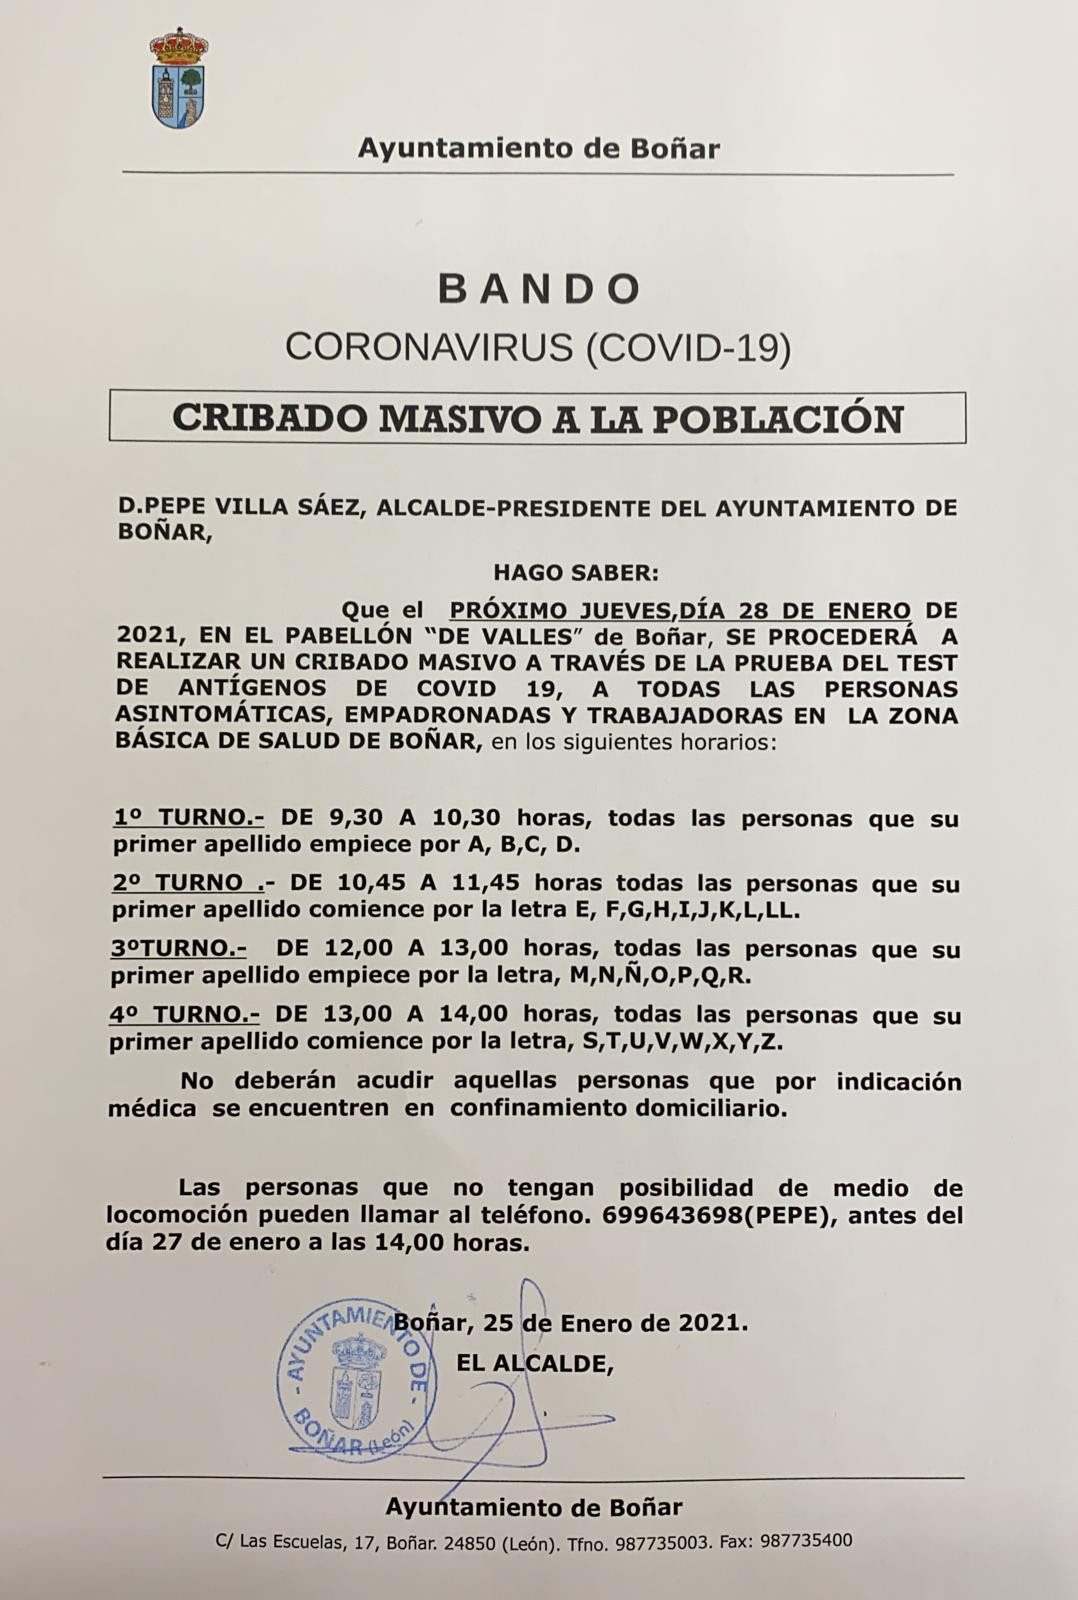 Ayuntamiento de Boñar
BANDO
CORONAVIRUS (COVID-19)
CRIBADO MASIVO A LA POBLACIÓN
D.PEPE VILLA SÁEZ, ALCALDE-PRESIDENTE DEL AYUNTAMIENTO DE
BOÑAR,
HAGO SABER:
Que el PRÓXIMO JUEVES,DÍA 28 DE ENERO DE
2021, EN EL PABELLÓN “DE VALLES” de Boñar, SE PROCEDERÁ A
REALIZAR UN CRIBADO MASIVO A TRAVÉS DE LA PRUEBA DEL TEST
DE ANTÍGENOS DE COVID 19, A TODAS LAS PERSONAS
ASINTOMÁTICAS, EMPADRONADAS Y TRABAJADORAS EN LA ZONA
BÁSICA DE SALUD DE BOÑAR, en los siguientes horarios:
1º TURNO.- DE 9,30 A 10,30 horas, todas las personas que su
primer apellido empiece por A, B,C, D.
2º TURNO .- DE 10,45 A 11,45 horas todas las personas que su
primer apellido comience por la letra E, F,G,H,I,J,K,L,LL.
3ºTURNO.- DE 12,00 A 13,00 horas, todas las personas que su
primer apellido empiece por la letra, M,N,Ñ,O,P,Q,R.
4º TURNO.- DE 13,00 A 14,00 horas, todas las personas que su
primer apellido comience por la letra, S,T,U,V,W,X,Y,Z.
No deberán acudir aquellas personas que por indicación
médica se encuentren en confinamiento domiciliario.
Las personas que no tengan posibilidad de medio de
locomoción pueden llamar al teléfono. 699643698(PEPE), antes del
día 27 de enero a las 14,00 horas.
Boñar, 25 de Enero de 2021.
EL ALCALDE,
- AYUNTAMIENTO DE -
BOÑAR (León)
Ayuntamiento de Boñar
C/ Las Escuelas, 17, Boñar. 24850 (León). Tfno. 987735003. Fax: 987735400